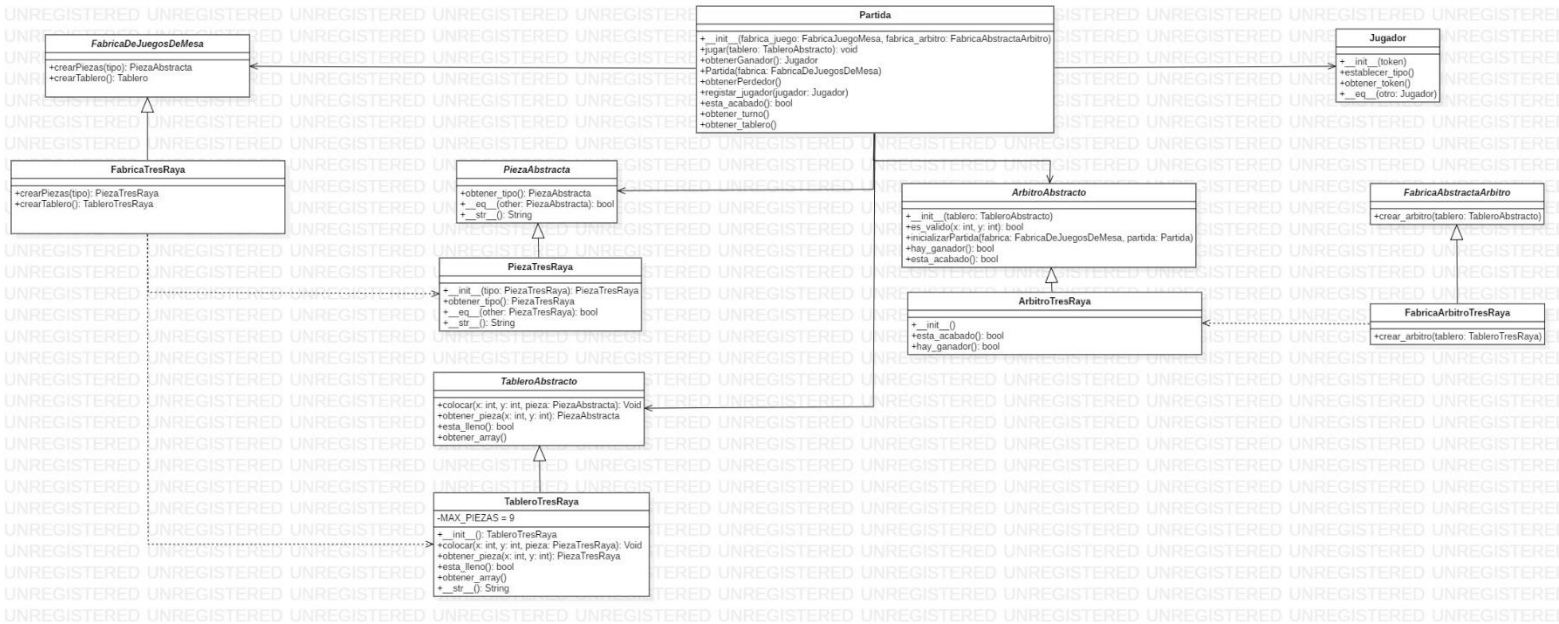 Partida
+__init__(fabrica_juego: FabricaJuegoMesa, fabrica_arbitro: FabricaAbstractaArbitro)
+jugar(tablero: TableroAbstracto): void
+obtenerGanador(): Jugador
+Partida(fabrica: FabricaDeJuegosDeMesa)
+obtenerPerdedor()
+registar_jugador(jugador: Jugador)
+esta_acabado(): bool
+obtener_turno()
+obtener_tablero()
FabricaDeJuegosDeMesa
+crearPiezas(tipo): PiezaAbstracta
+crearTablero(): Tablero
Jugador
+__init__(token)
+establecer_tipo()
+obtener_token()
+__eq__(otro: Jugador)
FabricaTresRaya
+crearPiezas(tipo): PiezaTresRaya
+crearTablero(): TableroTresRaya
PiezaAbstracta
+obtener_tipo(): PiezaAbstracta
+__eq__(other: PiezaAbstracta): bool
+__str__(): String
ArbitroAbstracto
+__init__(tablero: TableroAbstracto)
+es_valido(x: int, y: int): bool
+inicializarPartida(fabrica: FabricaDeJuegosDeMesa, partida: Partida)
+hay_ganador(): bool
+esta_acabado(): bool
FabricaAbstractaArbitro
+crear_arbitro(tablero: TableroAbstracto)
PiezaTresRaya
+__init__(tipo: PiezaTresRaya): PiezaTresRaya
+obtener_tipo(): PiezaTresRaya
+__eq__(other: PiezaTresRaya): bool
+__str__(): String
ArbitroTresRaya
+__init__()
+esta_acabado(): bool
+hay_ganador(): bool
FabricaArbitroTresRaya
+crear_arbitro(tablero: TableroTresRaya)
TableroAbstracto
+colocar(x: int, y: int, pieza: PiezaAbstracta): Void
+obtener_pieza(x: int, y: int): PiezaAbstracta
+esta_lleno(): bool
+obtener_array()
TableroTresRaya
-MAX_PIEZAS = 9
+__init__(): TableroTresRaya
+colocar(x: int, y: int, pieza: PiezaTresRaya): Void
+obtener_pieza(x: int, y: int): PiezaTresRaya
+esta_lleno(): bool
+obtener_array()
+__str__(): String
UNREGISTERED